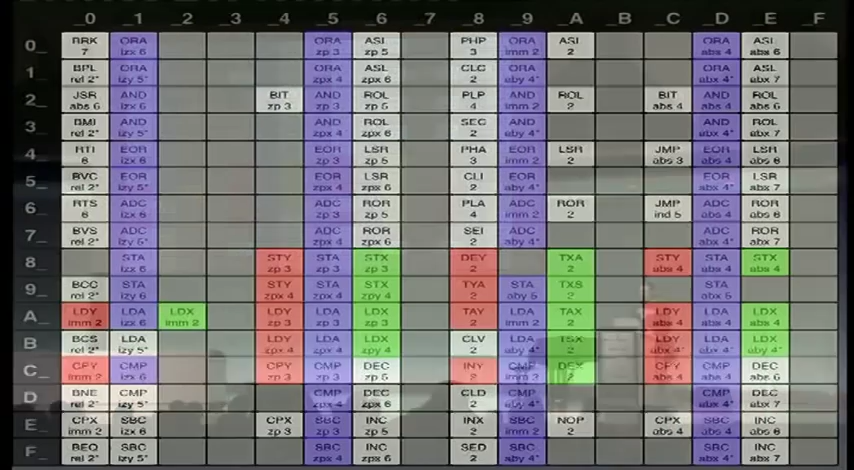 _0 _1 _2 _3 _4 _5 _6 _7 _8 _9 _A _B _C _D _E _F
0_ BRK ORA ORA ASL PHP ORA ASL ORA ASL
7 izx 6 zp 3 zp 5 3 imm 2 2 abs 4 abs 6
1_ BPL ORA ORA ASL CLC ORA ORA ASL
rel 2* izy 5* zpx 4 zpx 6 2 aby 4* abx 4* abx 7
2_ JSR AND BIT AND ROL PLP AND ROL BIT AND ROL
abs 6 izx 6 zp 3 zp 3 zp 5 4 imm 2 2 abs 4 abs 4 abs 6
3_ BMI AND AND ROL SEC AND AND ROL
rel 2* izy 5* zpx 4 zpx 6 2 aby 4* abx 4* abx 7
4_ RTI EOR EOR LSR PHA EOR LSR JMP EOR LSR
6 izx 6 zp 3 zp 5 3 imm 2 2 abs 3 abs 4 abs 6
5_ BVC EOR EOR LSR CLI EOR EOR LSR
rel 2* izy 5* zpx 4 zpx 6 2 aby 4* abx 4* abx 7
6_ RTS ADC ADC ROR PLA ADC ROR JMP ADC ROR
6 izx 6 zp 3 zp 5 4 imm 2 2 ind 5 abs 4 abs 6
7_ BVS ADC ADC ROR SEI ADC ADC ROR
rel 2* izy 5* zpx 4 zpx 6 2 aby 4* abx 4* abx 7
8_ STA STY STA STX DEY TXA STY STA STX
izx 6 zp 3 zp 3 zp 3 2 2 abs 4 abs 4 abs 4
9_ BCC STA STY STA STX TYA STA TXS STA
rel 2* izy 6 zpx 4 zpx 4 zpy 4 2 aby 5 2 abx 5
A_ LDY LDA LDX LDY LDA LDX TAY LDA TAX LDY LDA LDX
imm 2 izx 6 imm 2 zp 3 zp 3 zp 3 2 imm 2 2 abs 4 abs 4 abs 4
B_ BCS LDA LDY LDA LDX CLV LDA TSX LDY LDA LDX
rel 2* izy 5* zpx 4 zpx 4 zpy 4 2 aby 4* 2 abx 4* abx 4* aby 4*
C_ CPY CMP CPY CMP DEC INY CMP DEX CPY CMP DEC
imm 2 izx 6 zp 3 zp 3 zp 5 2 imm 2 2 abs 4 abs 4 abs 6
D_ BNE CMP CMP DEC CLD CMP CMP DEC
rel 2* izy 5* zpx 4 zpx 6 2 aby 4* abx 4* abx 7
E_ CPX SBC CPX SBC INC INX SBC NOP CPX SBC INC
imm 2 izx 6 zp 3 zp 3 zp 5 2 imm 2 2 abs 4 abs 4 abs 6
F_ BEQ SBC SBC INC SED SBC SBC INC
rel 2* izy 5* zpx 4 zpx 6 2 aby 4* abx 4* abx 7